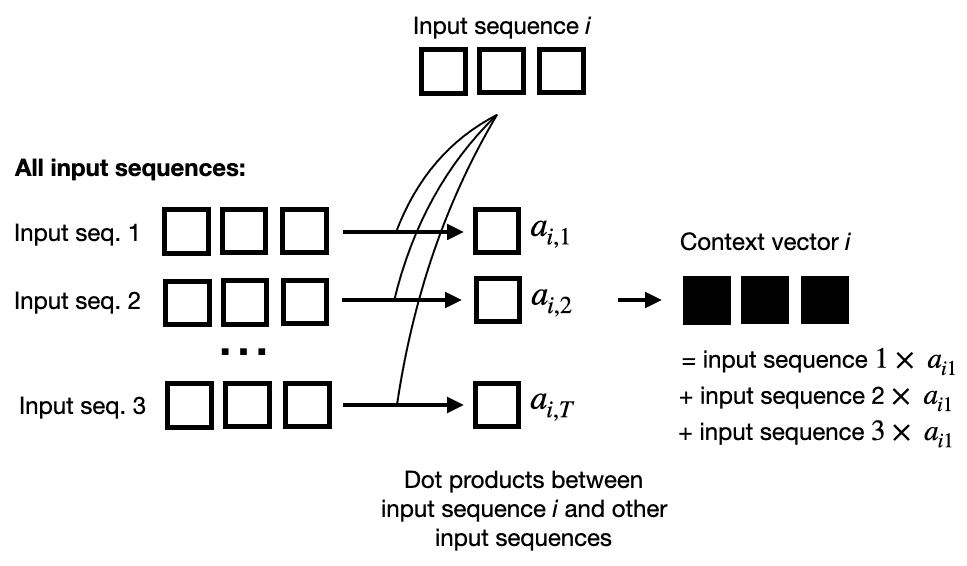 Input sequence i
All input sequences:
Input seq. 1
a_{i,1}
Input seq. 2
a_{i,2}
...
Input seq. 3
a_{i,T}
Context vector i
= input sequence 1 × a_{i1}
+ input sequence 2 × a_{i1}
+ input sequence 3 × a_{i1}
Dot products between
input sequence i and other
input sequences